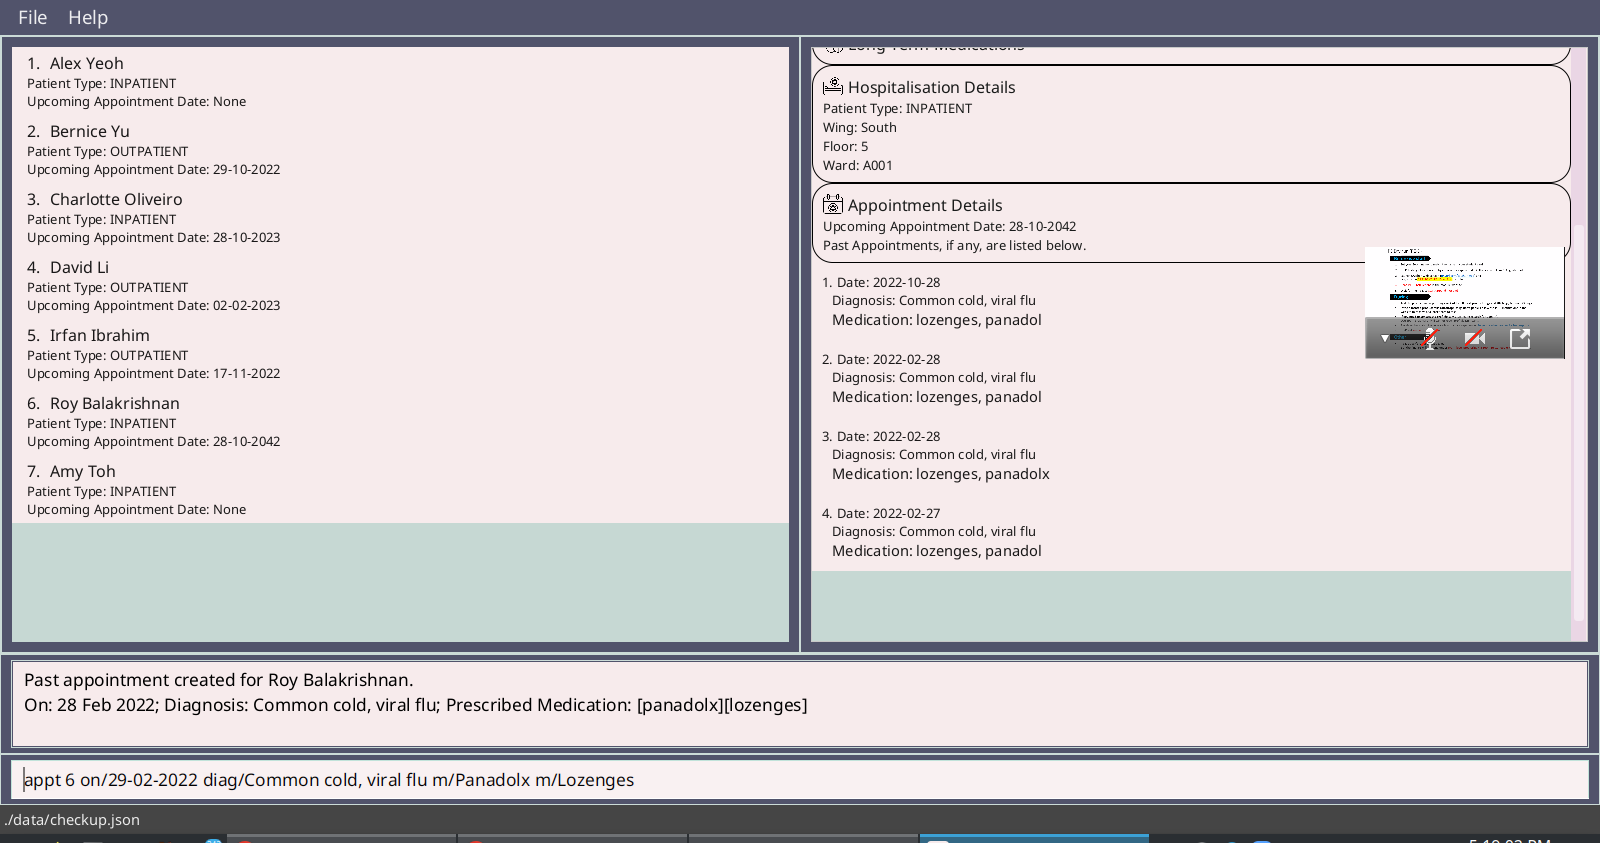 File Help
1. Alex Yeoh
Patient Type: INPATIENT
Upcoming Appointment Date: None
2. Bernice Yu
Patient Type: OUTPATIENT
Upcoming Appointment Date: 29-10-2022
3. Charlotte Oliveiro
Patient Type: INPATIENT
Upcoming Appointment Date: 28-10-2023
4. David Li
Patient Type: OUTPATIENT
Upcoming Appointment Date: 02-02-2023
5. Irfan Ibrahim
Patient Type: OUTPATIENT
Upcoming Appointment Date: 17-11-2022
6. Roy Balakrishnan
Patient Type: INPATIENT
Upcoming Appointment Date: 28-10-2042
7. Amy Toh
Patient Type: INPATIENT
Upcoming Appointment Date: None
Long Term Medications
Hospitalisation Details
Patient Type: INPATIENT
Wing: South
Floor: 5
Ward: A001
Appointment Details
Upcoming Appointment Date: 28-10-2042
Past Appointments, if any, are listed below.
1. Date: 2022-10-28
Diagnosis: Common cold, viral flu
Medication: lozenges, panadol
2. Date: 2022-02-28
Diagnosis: Common cold, viral flu
Medication: lozenges, panadol
3. Date: 2022-02-28
Diagnosis: Common cold, viral flu
Medication: lozenges, panadolx
4. Date: 2022-02-27
Diagnosis: Common cold, viral flu
Medication: lozenges, panadol
Past appointment created for Roy Balakrishnan.
On: 28 Feb 2022; Diagnosis: Common cold, viral flu; Prescribed Medication: [panadolx][lozenges]
appt 6 on/29-02-2022 diag/Common cold, viral flu m/Panadolx m/Lozenges
./data/checkup.json